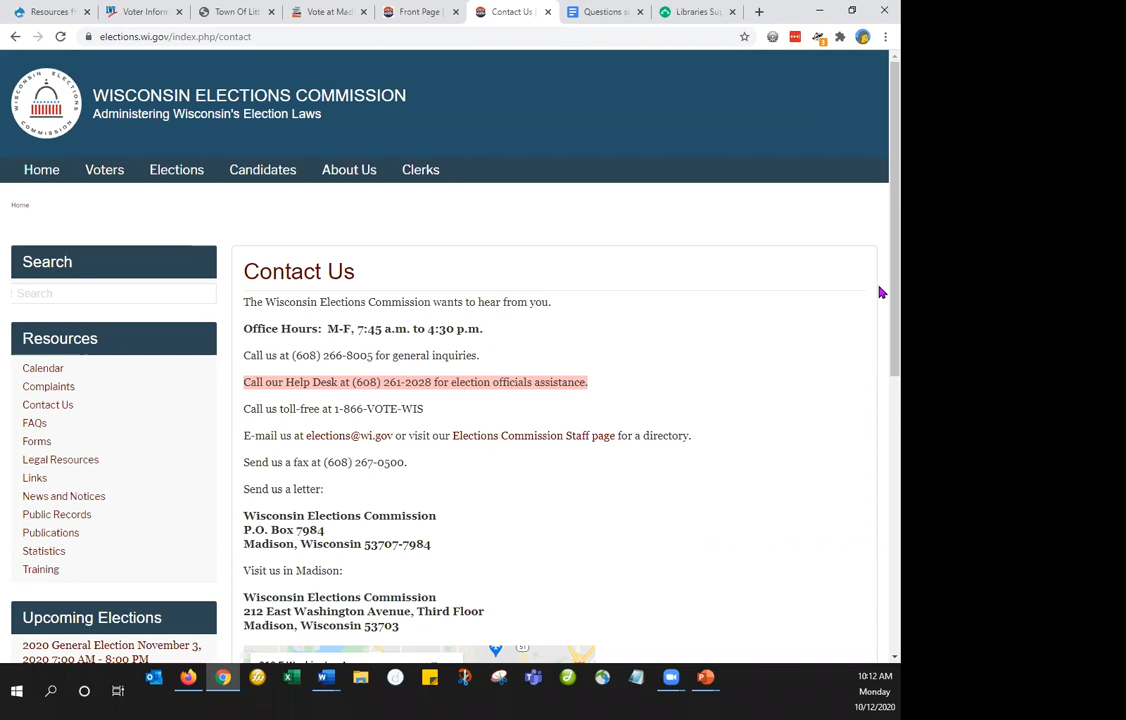 Resources f
Voter Inform
Town Of Litt
Vote at Mad
Front Page |
Contact Us |
Questions su
Libraries Sup
elections.wi.gov/index.php/contact
WISCONSIN ELECTIONS COMMISSION
Administering Wisconsin's Election Laws
Home Voters Elections Candidates About Us Clerks
Home
Search
Search
Resources
Calendar
Complaints
Contact Us
FAQs
Forms
Legal Resources
Links
News and Notices
Public Records
Publications
Statistics
Training
Upcoming Elections
2020 General Election November 3,
2020 7:00 AM - 8:00 PM
Contact Us
The Wisconsin Elections Commission wants to hear from you.
Office Hours: M-F, 7:45 a.m. to 4:30 p.m.
Call us at (608) 266-8005 for general inquiries.
Call our Help Desk at (608) 261-2028 for election officials assistance.
Call us toll-free at 1-866-VOTE-WIS
E-mail us at elections@wi.gov or visit our Elections Commission Staff page for a directory.
Send us a fax at (608) 267-0500.
Send us a letter:
Wisconsin Elections Commission
P.O. Box 7984
Madison, Wisconsin 53707-7984
Visit us in Madison:
Wisconsin Elections Commission
212 East Washington Avenue, Third Floor
Madison, Wisconsin 53703
10:12 AM
Monday
10/12/2020